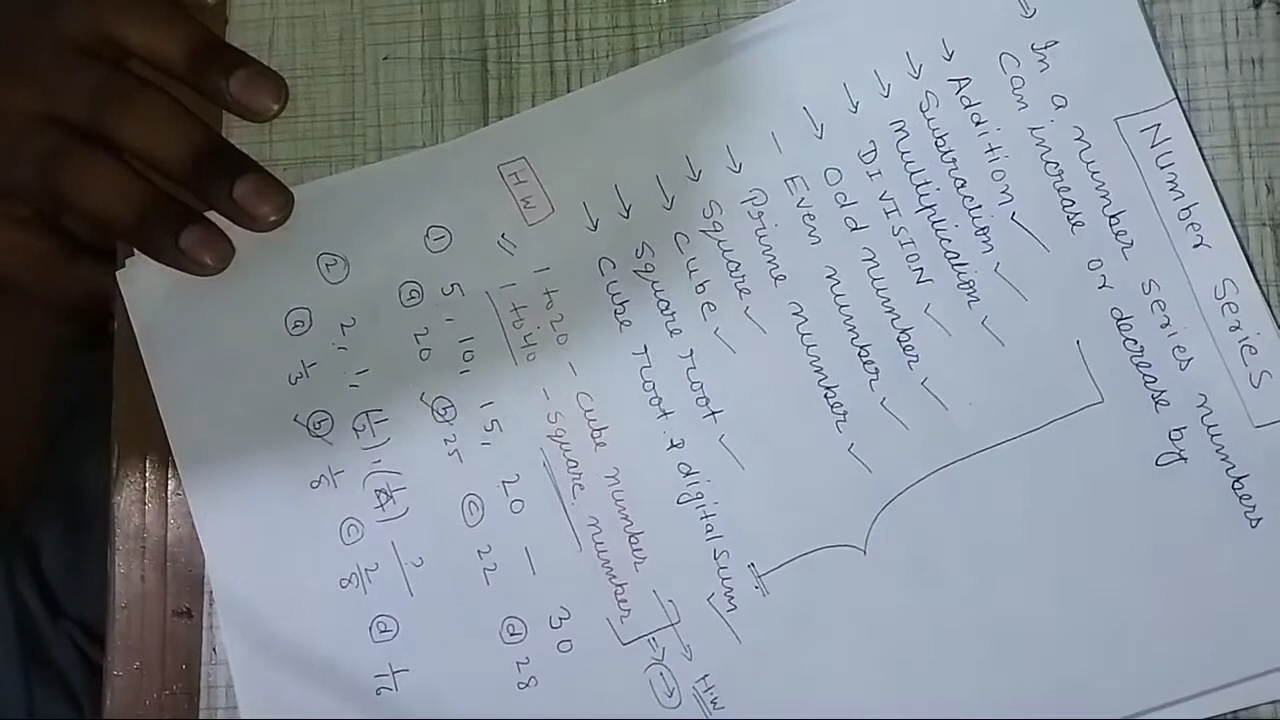 Number Series
⇒ In a number series numbers
can increase or decrease by
→ Addition ✓
→ Substraction ✓
→ multiplication ✓
→ DIVISION ✓
→ Odd number ✓
- Even number ✓
→ Prime number ✓
→ Square ✓
→ Cube ✓
→ Square root ✓
→ Cube root & digital sum ✓
HW
1 to 20 - cube number → HW
" 1 to 40 - square number
① 5, 10, 15, 20 — 30
ⓐ 20 ⓑ 25 ⓒ 22 ⓓ 28
② 2, 1, (1/2), (1/4) ?
ⓐ 1/3 ⓑ 1/8 ⓒ 2/8 ⓓ 1/16